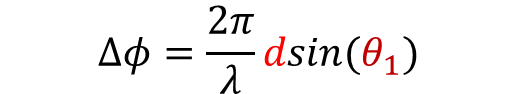 Δϕ = 2π/λ dsin(θ₁)